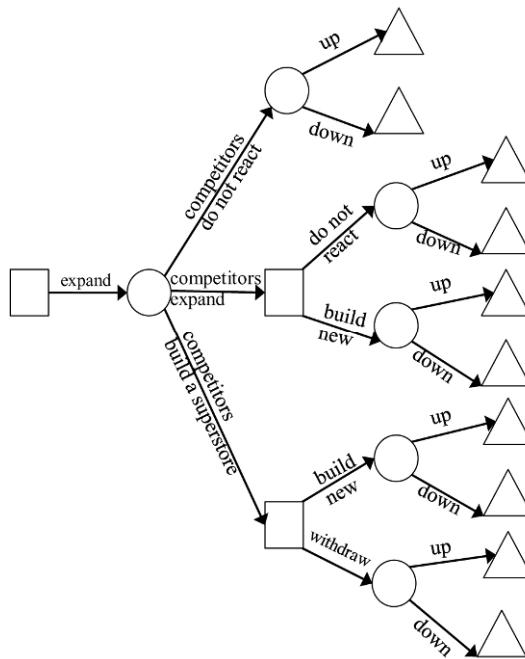 up
down
competitors
do not react
up
do not
react
down
expand
competitors
expand
up
build
new
down
competitors
build a superstore
up
build
new
down
withdraw
up
down